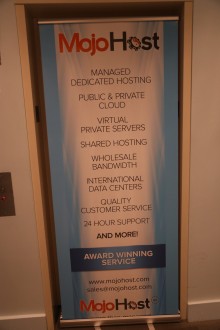 MojoHost
MANAGED
DEDICATED HOSTING
PUBLIC & PRIVATE
CLOUD
VIRTUAL
PRIVATE SERVERS
SHARED HOSTING
WHOLESALE
BANDWIDTH
INTERNATIONAL
DATA CENTERS
QUALITY
CUSTOMER SERVICE
24 HOUR SUPPORT
AND MORE!
AWARD WINNING
SERVICE
www.mojohost.com
sales@mojohost.com
MojoHost